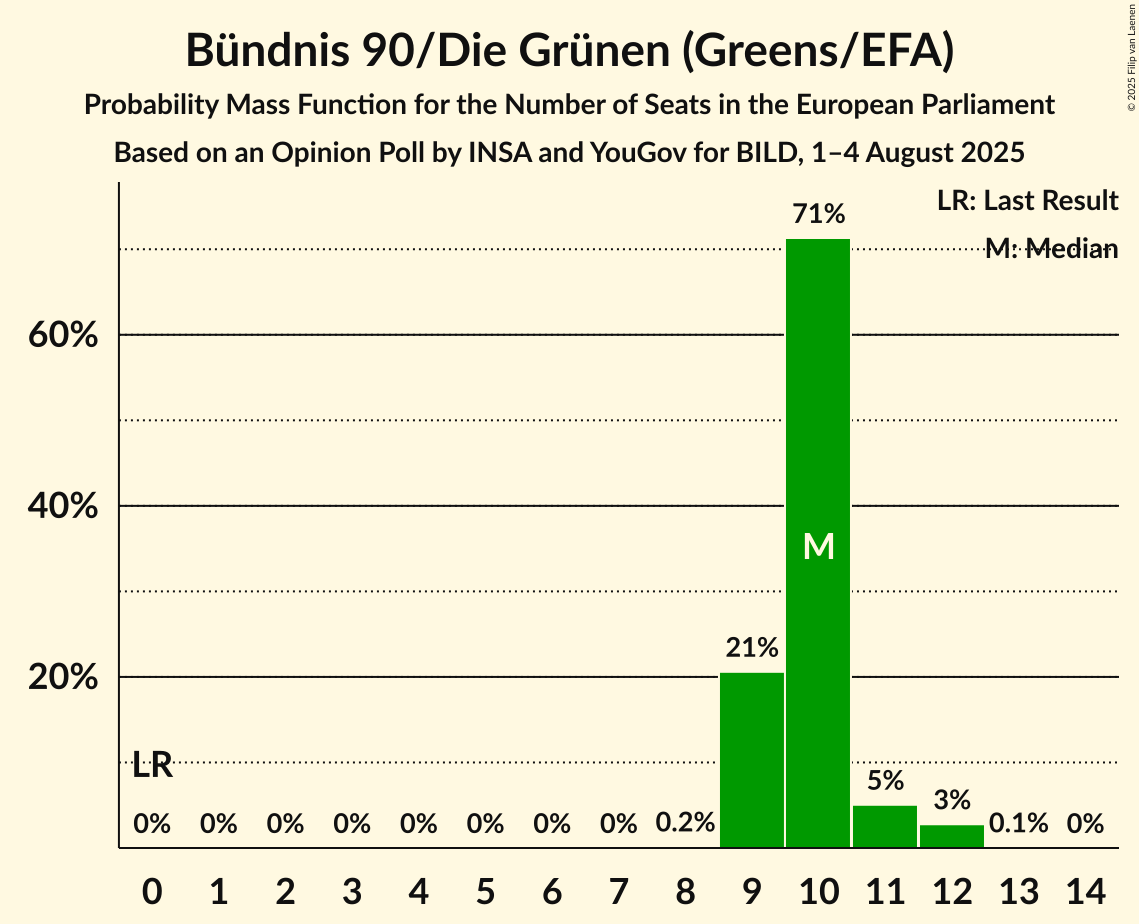 Bündnis 90/Die Grünen (Greens/EFA)
Probability Mass Function for the Number of Seats in the European Parliament
Based on an Opinion Poll by INSA and YouGov for BILD, 1–4 August 2025
© 2025 Filip van Laenen
LR: Last Result
M: Median
71%
60%
40%
M
21%
20%
LR
5%
3%
0% 0% 0% 0% 0% 0% 0% 0% 0.2% 0.1% 0%
0 1 2 3 4 5 6 7 8 9 10 11 12 13 14